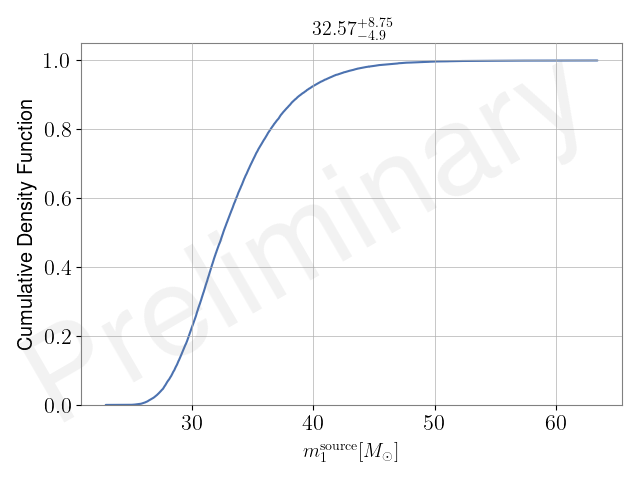 32.57^{+8.75}_{-4.9}
1.0
0.8
0.6
0.4
0.2
0.0
Cumulative Density Function
Preliminary
30 40 50 60
m_1^{source}[M_⊙]